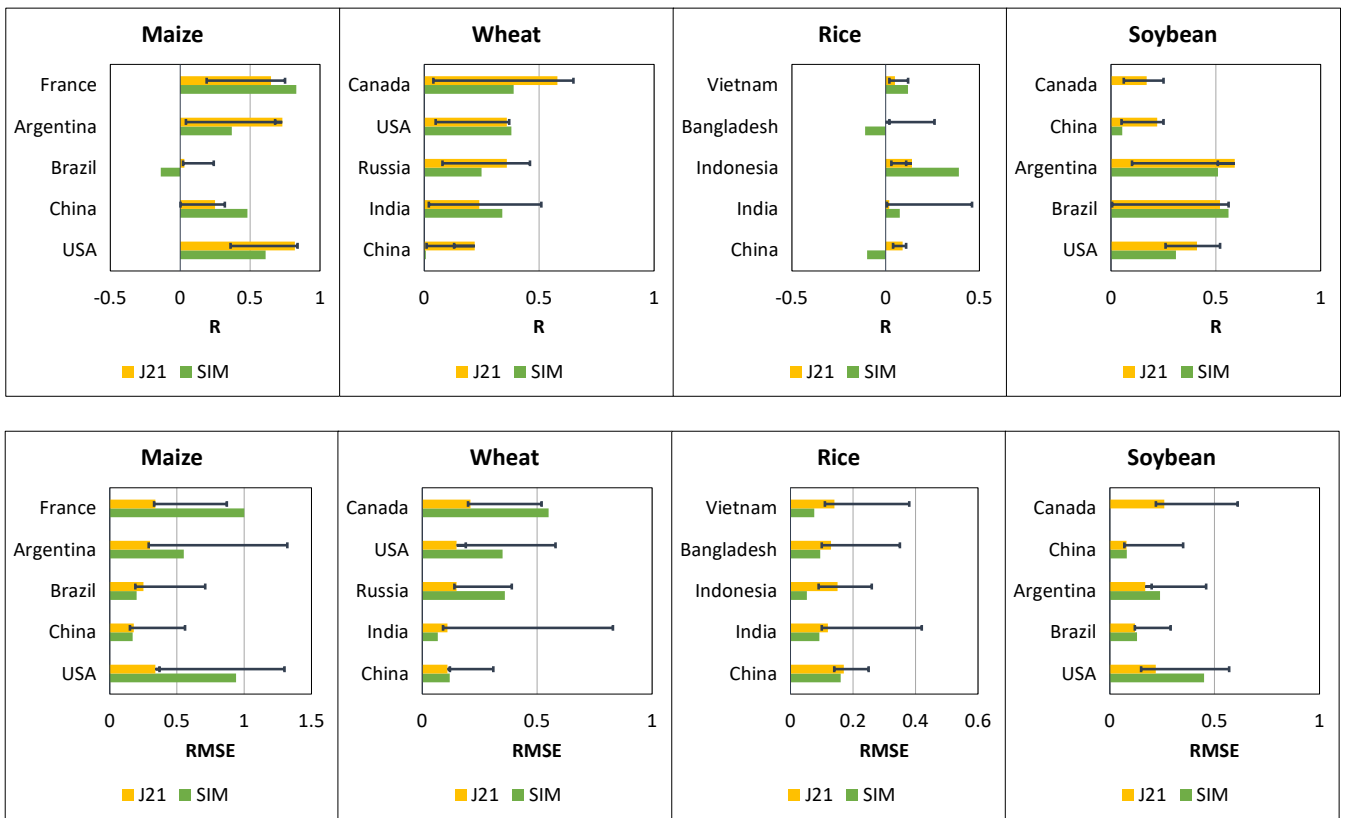 Maize
France
Argentina
Brazil
China
USA
-0.5 0 0.5 1
R
J21 SIM
Wheat
Canada
USA
Russia
India
China
0 0.5 1
R
J21 SIM
Rice
Vietnam
Bangladesh
Indonesia
India
China
-0.5 0 0.5
R
J21 SIM
Soybean
Canada
China
Argentina
Brazil
USA
0 0.5 1
R
J21 SIM
Maize
France
Argentina
Brazil
China
USA
0 0.5 1 1.5
RMSE
J21 SIM
Wheat
Canada
USA
Russia
India
China
0 0.5 1
RMSE
J21 SIM
Rice
Vietnam
Bangladesh
Indonesia
India
China
0 0.2 0.4 0.6
RMSE
J21 SIM
Soybean
Canada
China
Argentina
Brazil
USA
0 0.5 1
RMSE
J21 SIM